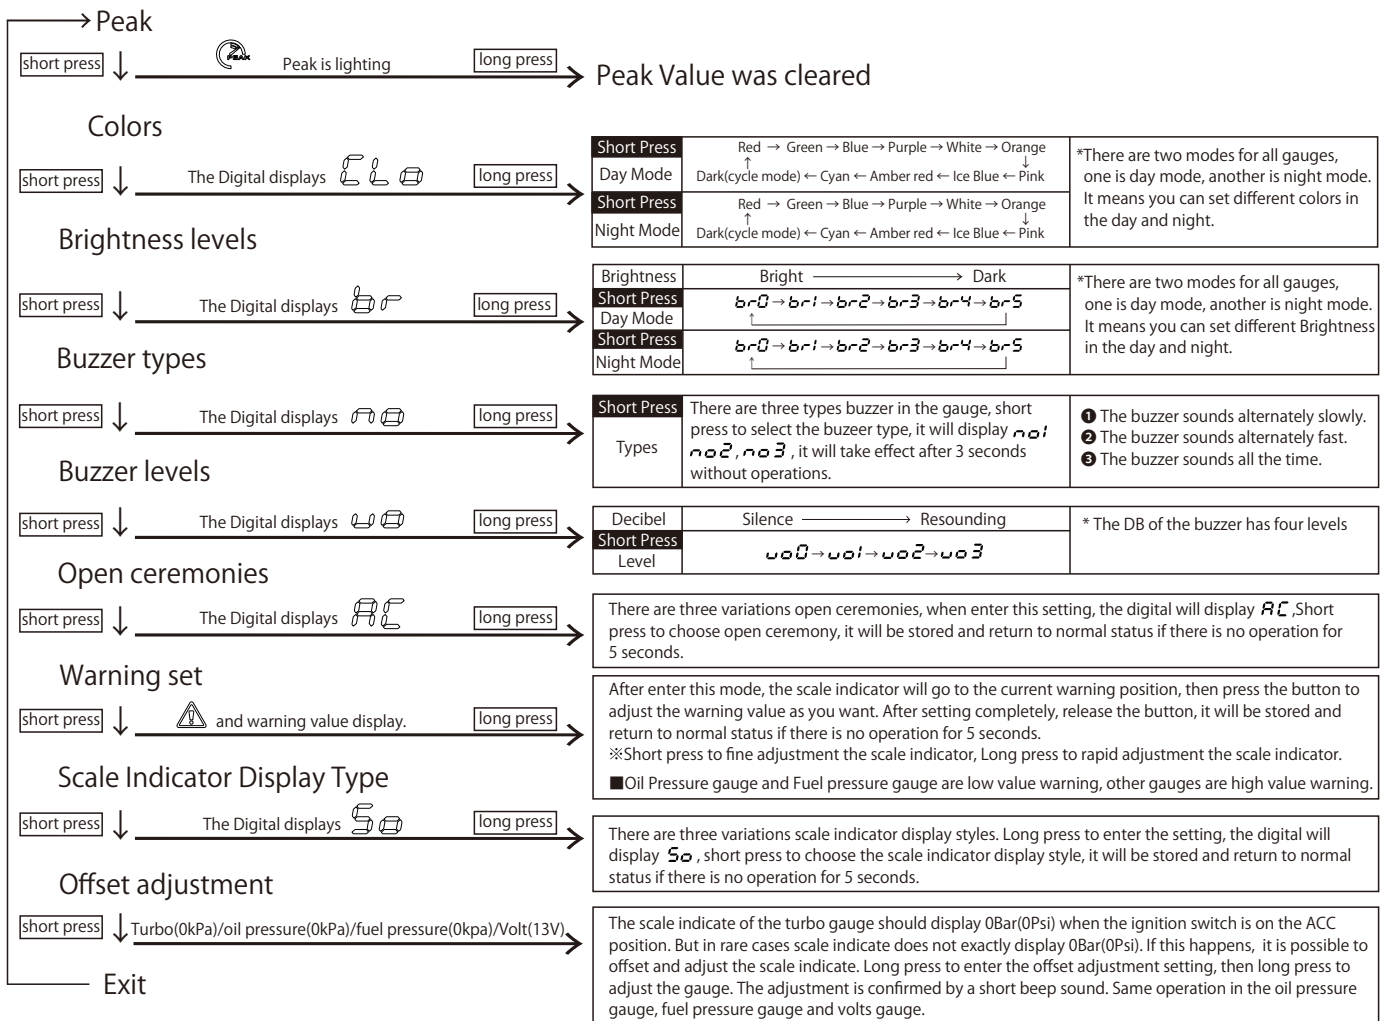 Peak
short press
PEAK
Peak is lighting
long press
Peak Value was cleared
Colors
short press
The Digital displays CLo
long press
Short Press
Day Mode
Red → Green → Blue → Purple → White → Orange
↑ ↓
Dark(cycle mode) ← Cyan ← Amber red ← Ice Blue ← Pink
Short Press
Night Mode
Red → Green → Blue → Purple → White → Orange
↑ ↓
Dark(cycle mode) ← Cyan ← Amber red ← Ice Blue ← Pink
*There are two modes for all gauges,
one is day mode, another is night mode.
It means you can set different colors in
the day and night.
Brightness levels
short press
The Digital displays br
long press
Brightness
Bright → Dark
Short Press
Day Mode
br0→br1→br2→br3→br4→br5
Short Press
Night Mode
br0→br1→br2→br3→br4→br5
*There are two modes for all gauges,
one is day mode, another is night mode.
It means you can set different Brightness
in the day and night.
Buzzer types
short press
The Digital displays no
long press
Short Press
Types
There are three types buzzer in the gauge, short
press to select the buzeer type, it will display no1
no2, no3 , it will take effect after 3 seconds
without operations.
❶ The buzzer sounds alternately slowly.
❷ The buzzer sounds alternately fast.
❸ The buzzer sounds all the time.
Buzzer levels
short press
The Digital displays uo
long press
Decibel
Silence → Resounding
Short Press
Level
uo0→uo1→uo2→uo3
* The DB of the buzzer has four levels
Open ceremonies
short press
The Digital displays AC
long press
There are three variations open ceremonies, when enter this setting, the digital will display AC ,Short
press to choose open ceremony, it will be stored and return to normal status if there is no operation for
5 seconds.
Warning set
short press
and warning value display.
long press
After enter this mode, the scale indicator will go to the current warning position, then press the button to
adjust the warning value as you want. After setting completely, release the button, it will be stored and
return to normal status if there is no operation for 5 seconds.
※Short press to fine adjustment the scale indicator, Long press to rapid adjustment the scale indicator.
■Oil Pressure gauge and Fuel pressure gauge are low value warning, other gauges are high value warning.
Scale Indicator Display Type
short press
The Digital displays So
long press
There are three variations scale indicator display styles. Long press to enter the setting, the digital will
display So , short press to choose the scale indicator display style, it will be stored and return to normal
status if there is no operation for 5 seconds.
Offset adjustment
short press
Turbo(0kPa)/oil pressure(0kPa)/fuel pressure(0kpa)/Volt(13V)
The scale indicate of the turbo gauge should display 0Bar(0Psi) when the ignition switch is on the ACC
position. But in rare cases scale indicate does not exactly display 0Bar(0Psi). If this happens, it is possible to
offset and adjust the scale indicate. Long press to enter the offset adjustment setting, then long press to
adjust the gauge. The adjustment is confirmed by a short beep sound. Same operation in the oil pressure
gauge, fuel pressure gauge and volts gauge.
Exit